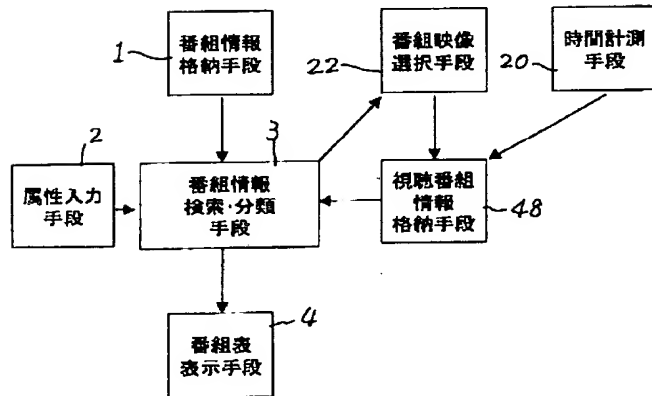 1
番組情報
格納手段
22
番組映像
選択手段
20
時間計測
手段
2
属性入力
手段
3
番組情報
検索・分類
手段
視聴番組
情報
格納手段
48
4
番組表
表示手段